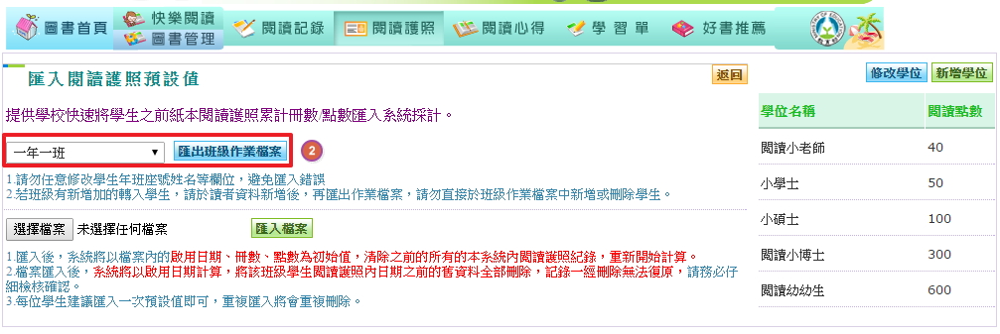 圖書首頁
快樂閱讀
圖書管理
閱讀記錄
閱讀護照
閱讀心得
學習單
好書推薦
匯入閱讀護照預設值
返回
提供學校快速將學生之前紙本閱讀護照累計冊數/點數匯入系統採計。
一年一班
匯出班級作業檔案
2
1.請勿任意修改學生年班座號姓名等欄位,避免匯入錯誤
2.若班級有新增加的轉入學生,請於讀者資料新增後,再匯出作業檔案,請勿直接於班級作業檔案中新增或刪除學生。
選擇檔案 未選擇任何檔案
匯入檔案
1.匯入後,系統將以檔案內的啟用日期、冊數、點數為初始值,清除之前的所有的本系統內閱讀護照紀錄,重新開始計算。
2.檔案匯入後,系統將以啟用日期計算,將該班級學生閱讀護照內日期之前的舊資料全部刪除,記錄一經刪除無法復原,請務必仔
細檢核確認。
3.每位學生建議匯入一次預設值即可,重複匯入將會重複刪除。
修改學位 新增學位
學位名稱 閱讀點數
閱讀小老師 40
小學士 50
小碩士 100
閱讀小博士 300
閱讀幼幼生 600